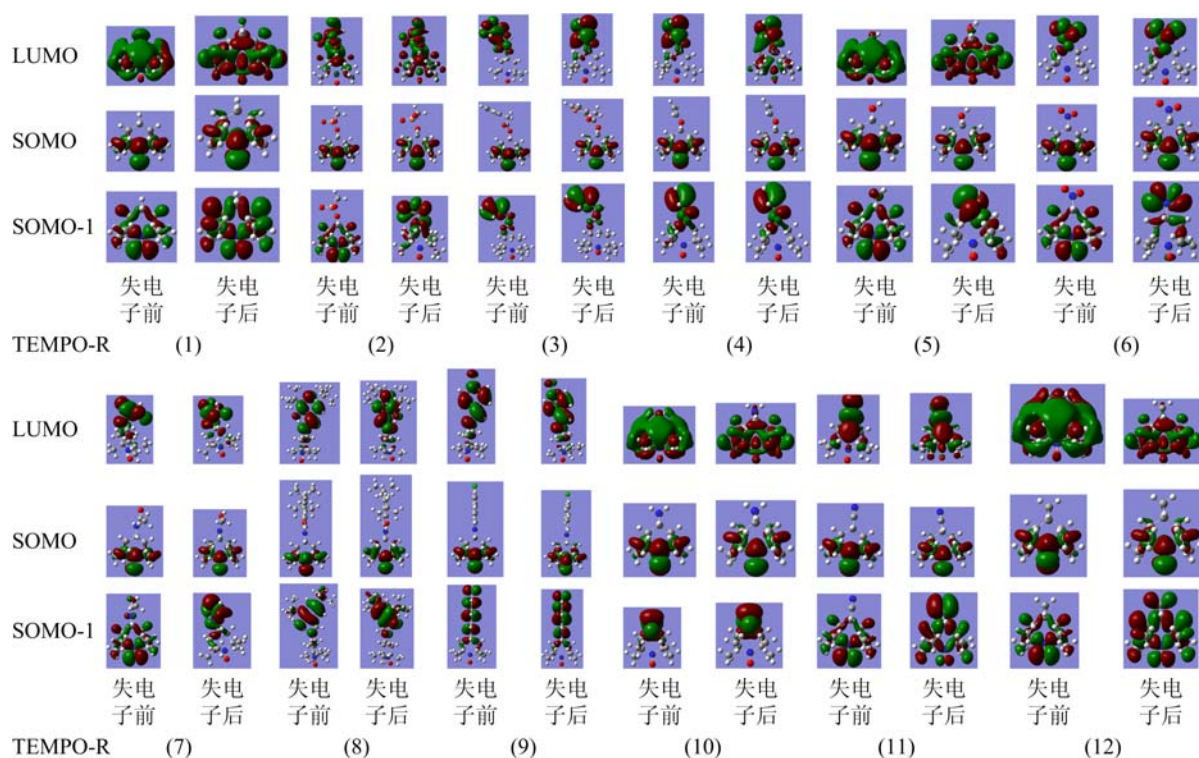 LUMO
SOMO
SOMO-1
失电 失电 失电 失电 失电 失电 失电 失电 失电 失电 失电 失电
子前 子后 子前 子后 子前 子后 子前 子后 子前 子后 子前 子后
TEMPO-R (1) (2) (3) (4) (5) (6)
LUMO
SOMO
SOMO-1
失电 失电 失电 失电 失电 失电 失电 失电 失电 失电 失电 失电
子前 子后 子前 子后 子前 子后 子前 子后 子前 子后 子前 子后
TEMPO-R (7) (8) (9) (10) (11) (12)